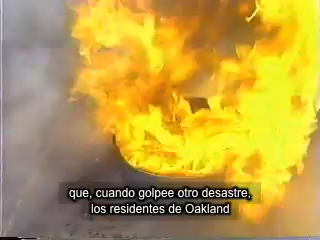 que, cuando golpee otro desastre,
los residentes de Oakland